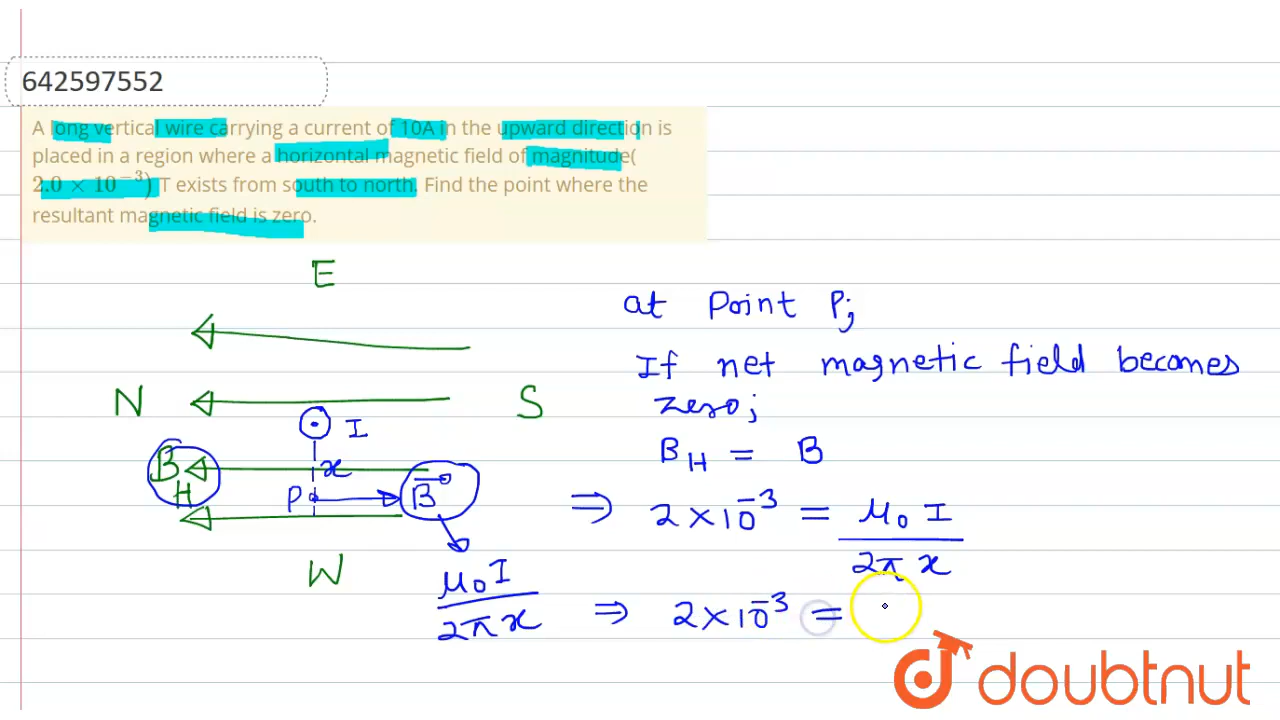 642597552
A long vertical wire carrying a current of 10A in the upward direction is
placed in a region where a horizontal magnetic field of magnitude(
2.0 × 10⁻³) T exists from south to north. Find the point where the
resultant magnetic field is zero.
E
N
S
I
x
B_H
P
B⃗
W
μ₀I / 2πx
at Point P;
If net magnetic field becomes
zero;
B_H = B
⇒ 2 × 10⁻³ = μ₀ I / 2π x
⇒ 2 × 10⁻³ =
doubtnut